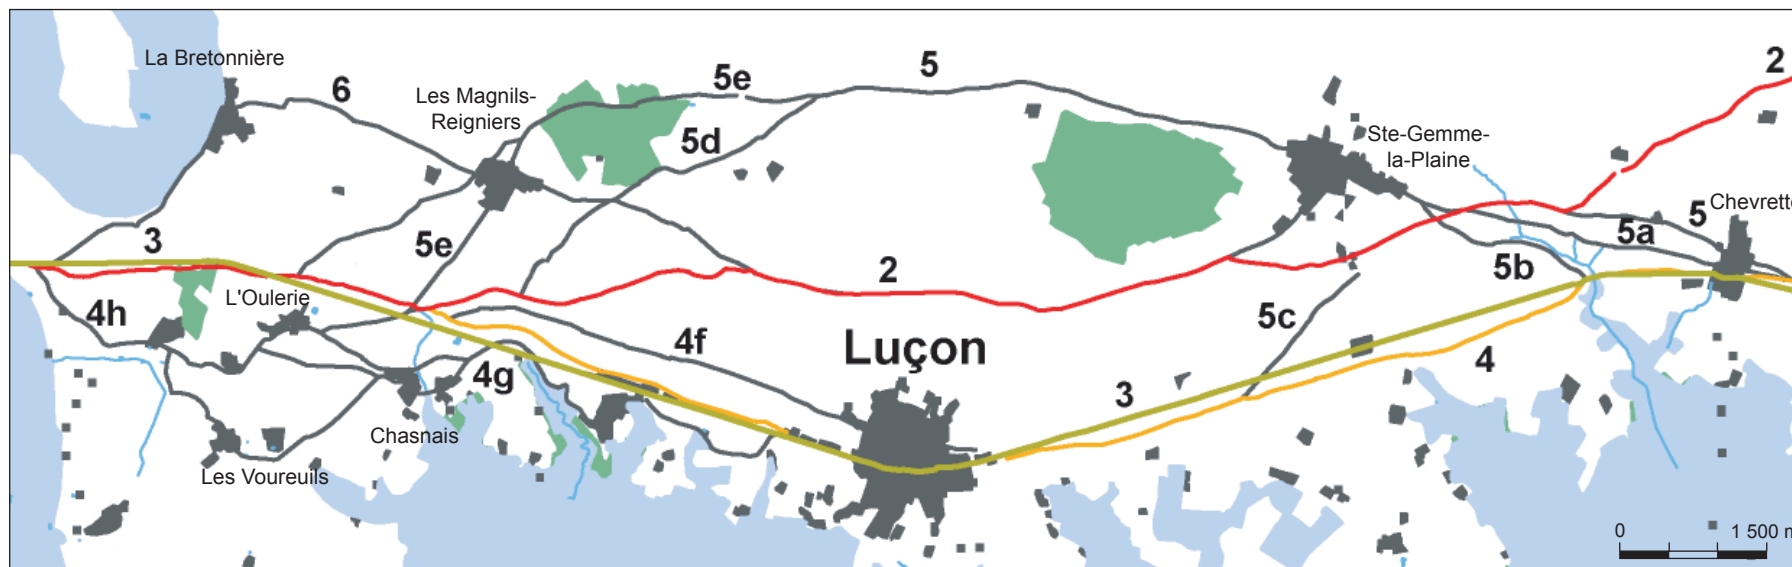 La Bretonnière
6
Les Magnils-
Reigniers
5e
5
5d
2
Ste-Gemme-
la-Plaine
Chevrette
5
5a
5b
3
5e
4h
L'Oulerie
2
5c
4f
Luçon
4g
3
4
Chasnais
Les Voureuils
0
1 500 m